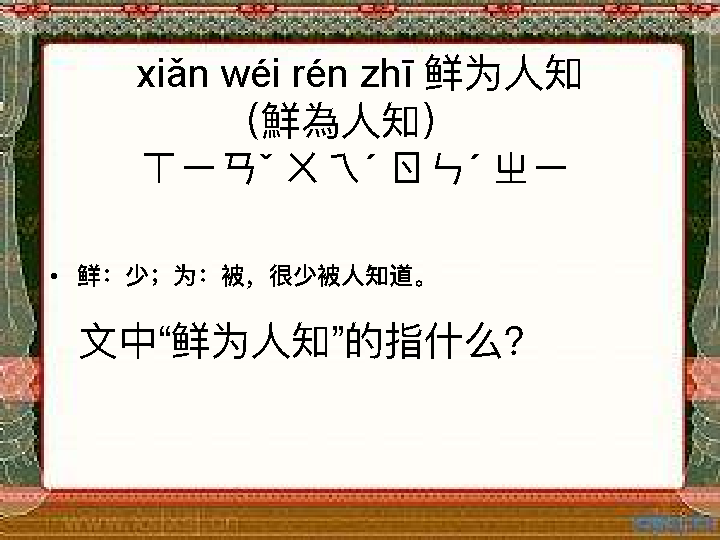 xiǎn wéi rén zhī 鲜为人知
（鮮為人知）
ㄒㄧㄢˇ ㄨㄟˊ ㄖㄣˊ ㄓㄧ
• 鲜：少；为：被，很少被人知道。
文中“鲜为人知”的指什么?